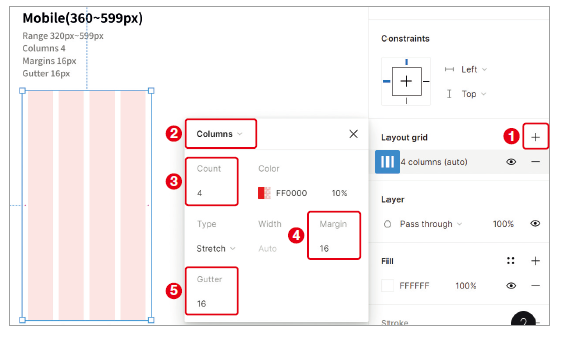 Mobile(360~599px)
Range 320px~599px
Columns 4
Margins 16px
Gutter 16px
Constraints
Left
Top
1
Layout grid
4 columns (auto)
2
Columns
3
Count
Color
4
FF0000
10%
Type
Width
4
Margin
Stretch
Auto
16
5
Gutter
16
Layer
Pass through
100%
Fill
FFFFFF
100%
Stroke
?